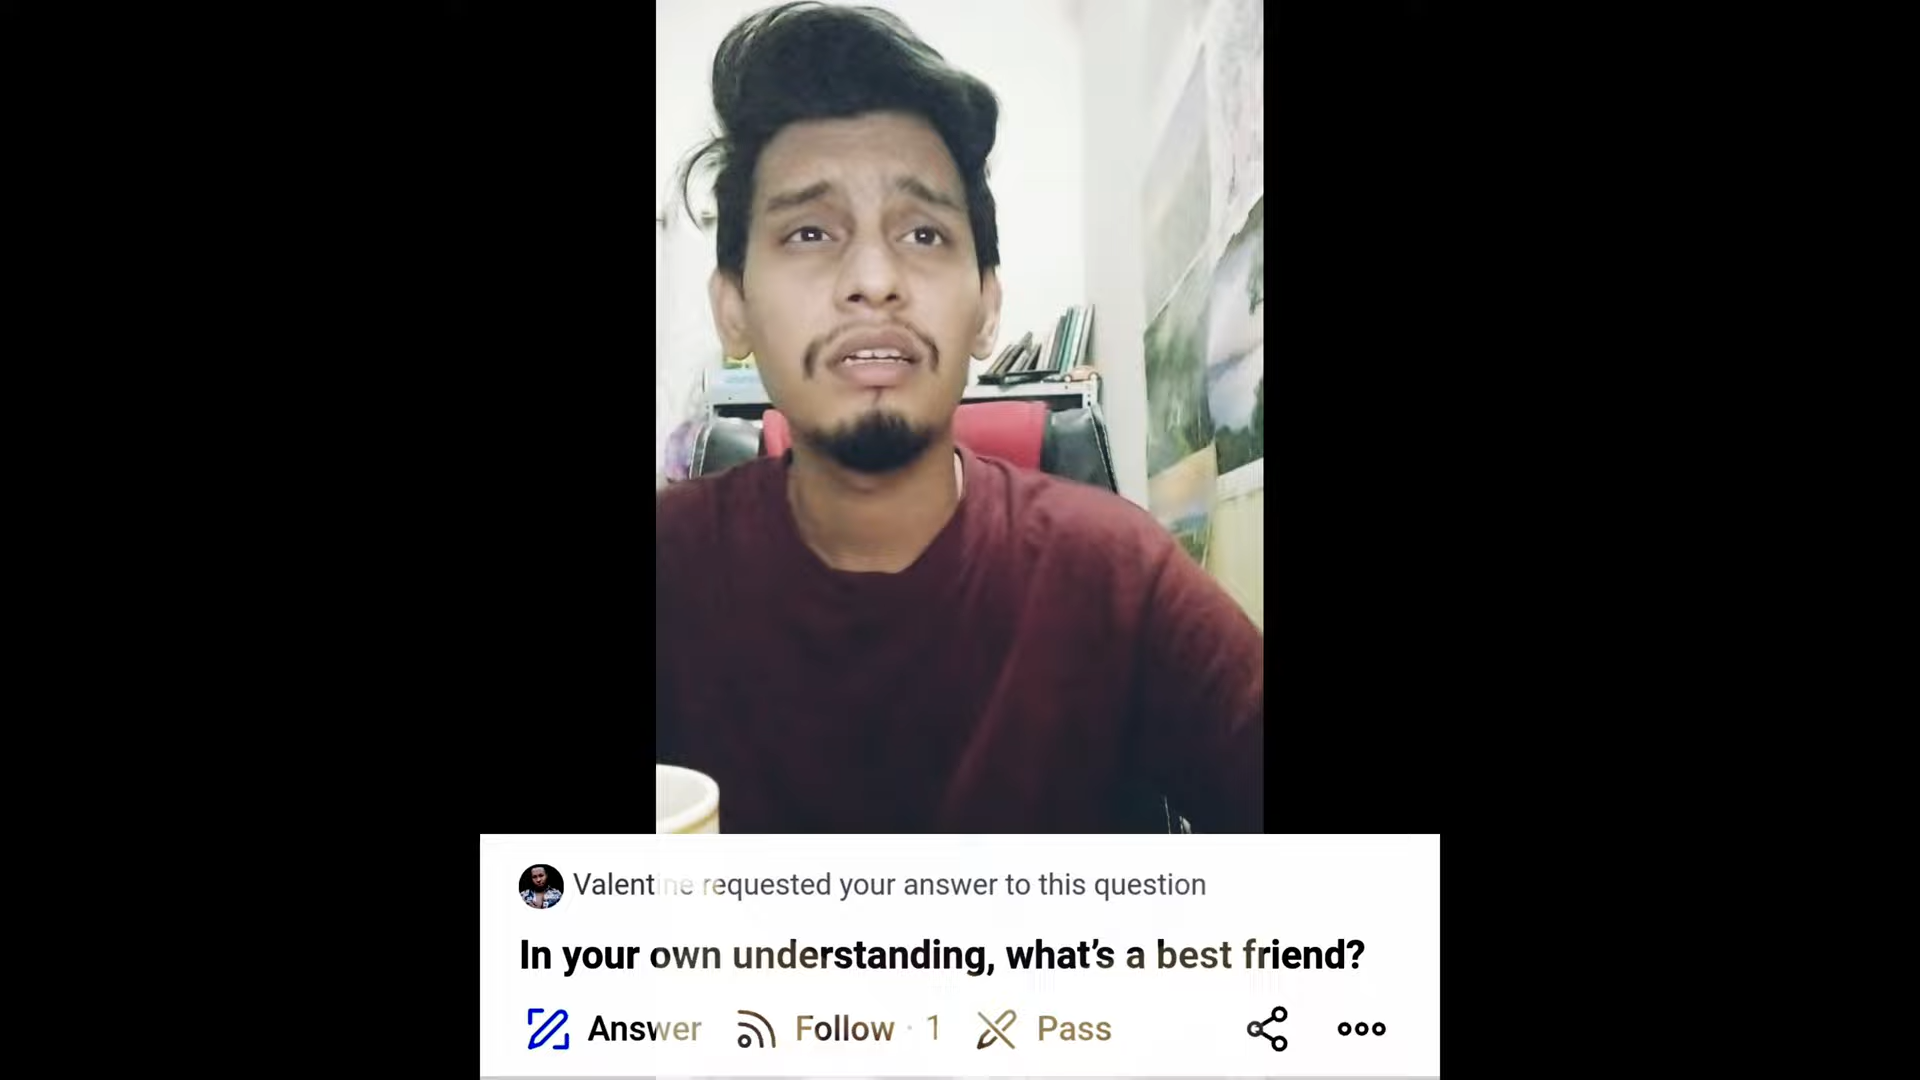 Valentine requested your answer to this question
In your own understanding, what’s a best friend?
Answer Follow · 1 Pass